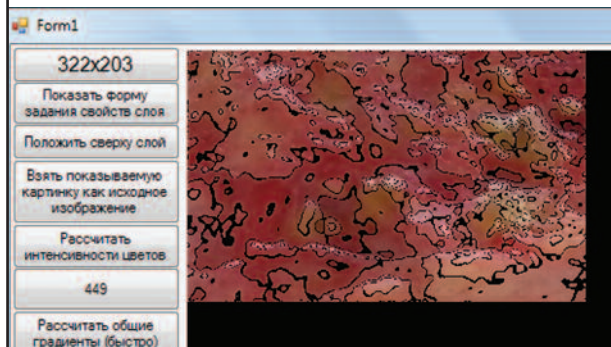 Form1
322x203
Показать форму
задания свойств слоя
Положить сверху слой
Взять показываемую
картинку как исходное
изображение
Рассчитать
интенсивности цветов
449
Рассчитать общие
градиенты (быстро)